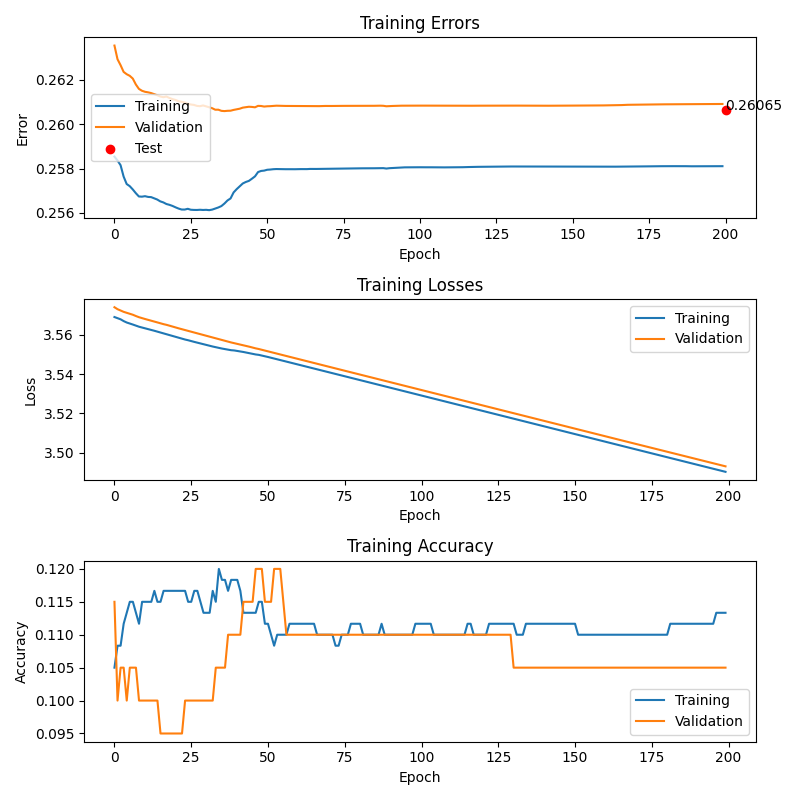 Training Errors
Error
0.262
0.260
0.258
0.256
Training
Validation
Test
0.26065
0 25 50 75 100 125 150 175 200
Epoch
Training Losses
Loss
3.56
3.54
3.52
3.50
Training
Validation
0 25 50 75 100 125 150 175 200
Epoch
Training Accuracy
Accuracy
0.120
0.115
0.110
0.105
0.100
0.095
Training
Validation
0 25 50 75 100 125 150 175 200
Epoch